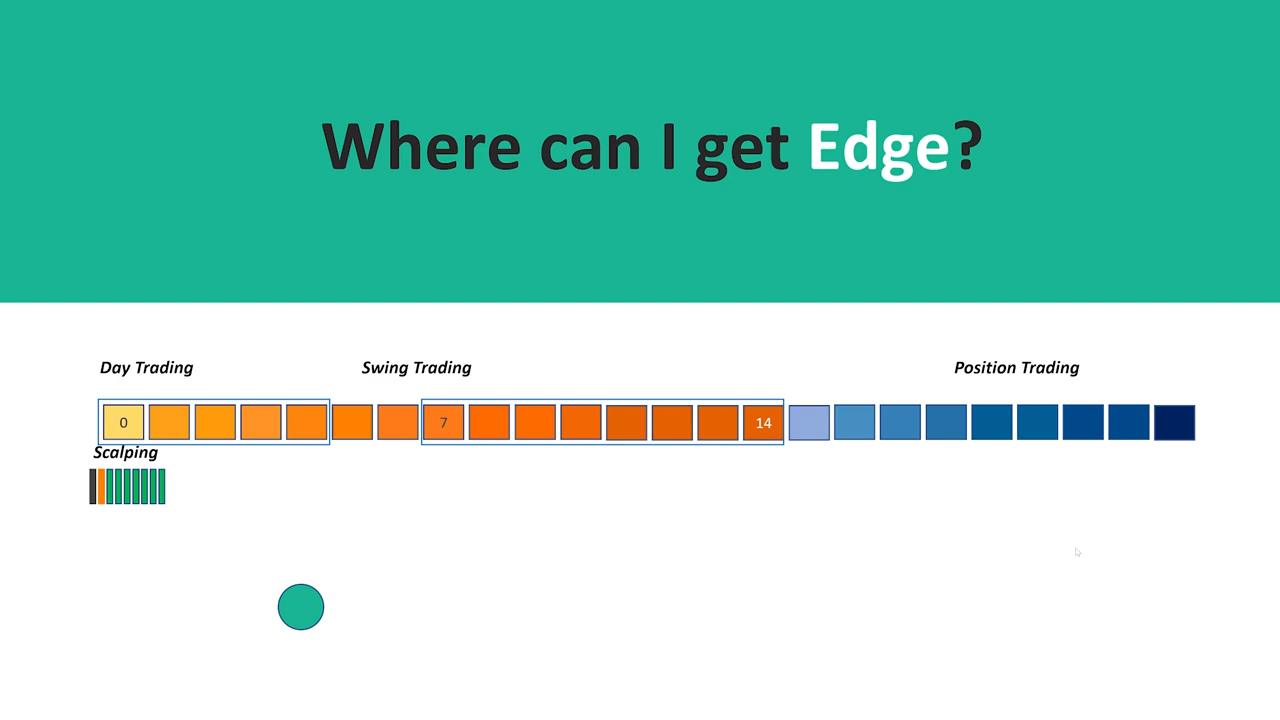 Where can I get Edge?
Day Trading
Swing Trading
Position Trading
0
7
14
Scalping